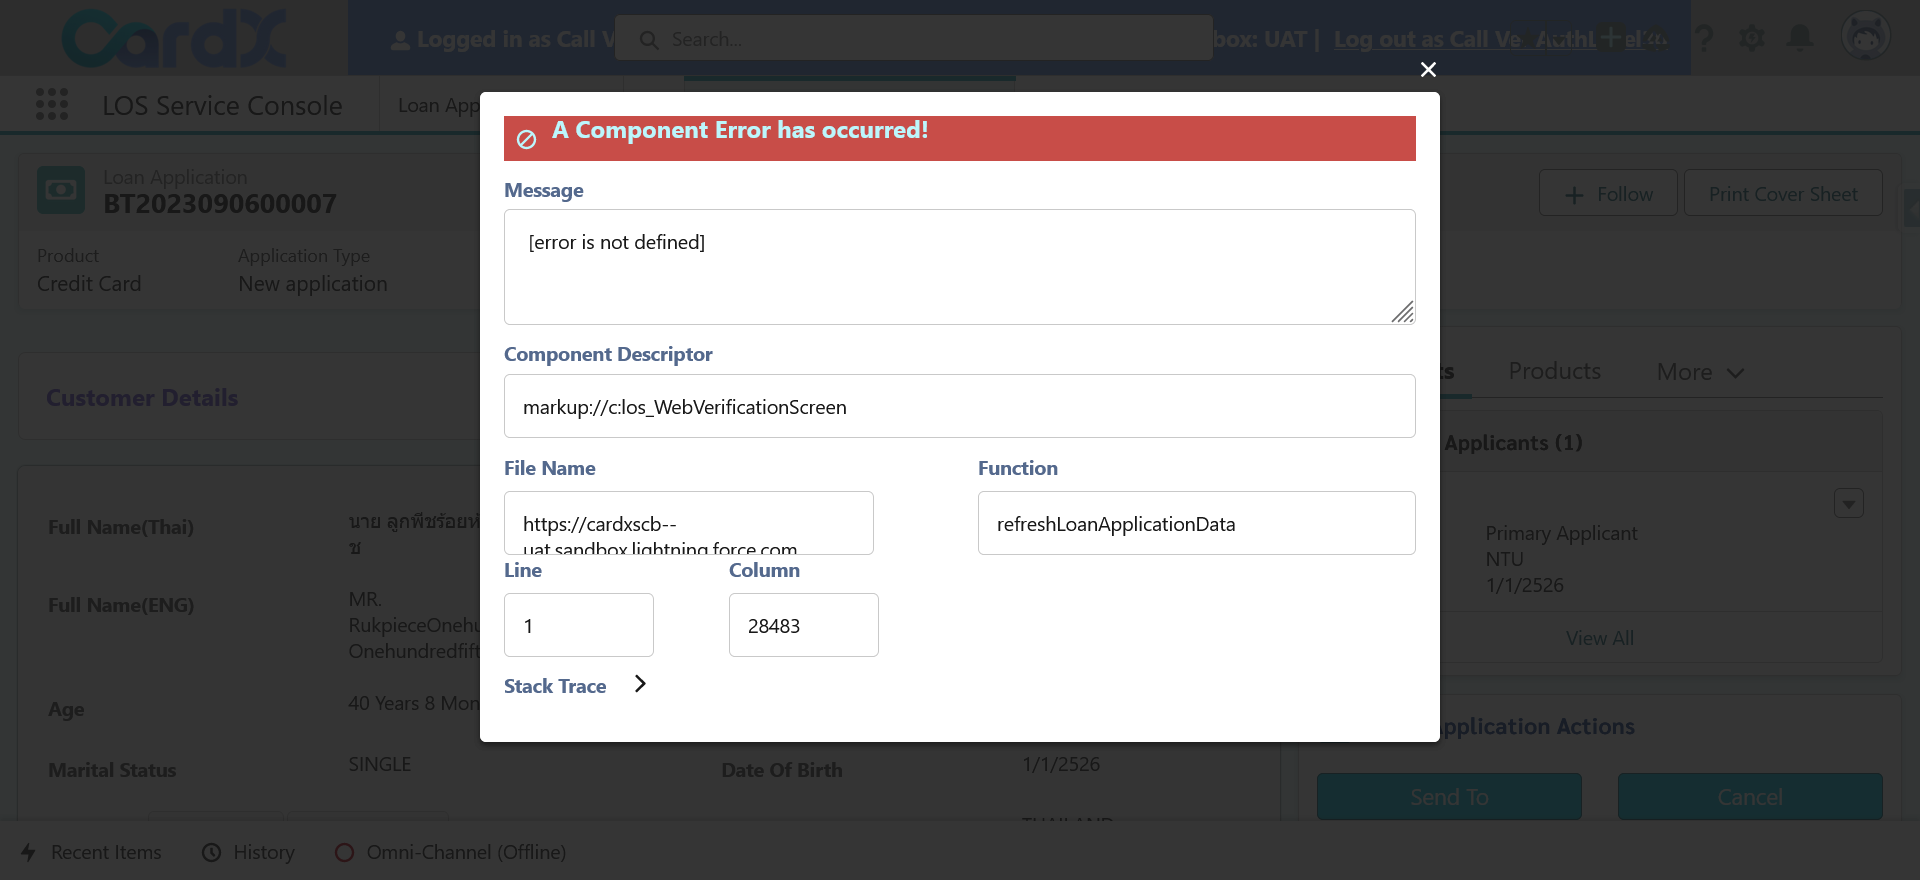 CardX
Logged in as Call V
Search...
box: UAT |
Log out as Call Ve
LOS Service Console
Loan App
A Component Error has occurred!
Message
[error is not defined]
Component Descriptor
markup://c:los_WebVerificationScreen
File Name
Function
https://cardxscb--
uat.sandbox.lightning.force.com
refreshLoanApplicationData
Line
Column
1
28483
Stack Trace
Loan Application
BT2023090600007
Follow
Print Cover Sheet
Product
Application Type
Credit Card
New application
Customer Details
Full Name(Thai)
นาย ลูกพีชร้อยห้
ช
Full Name(ENG)
MR.
RukpieceOnehu
Onehundredfift
Age
40 Years 8 Mon
Marital Status
SINGLE
Date Of Birth
1/1/2526
THAILAND
ts
Products
More
Applicants (1)
Primary Applicant
NTU
1/1/2526
View All
Application Actions
Send To
Cancel
Recent Items
History
Omni-Channel (Offline)